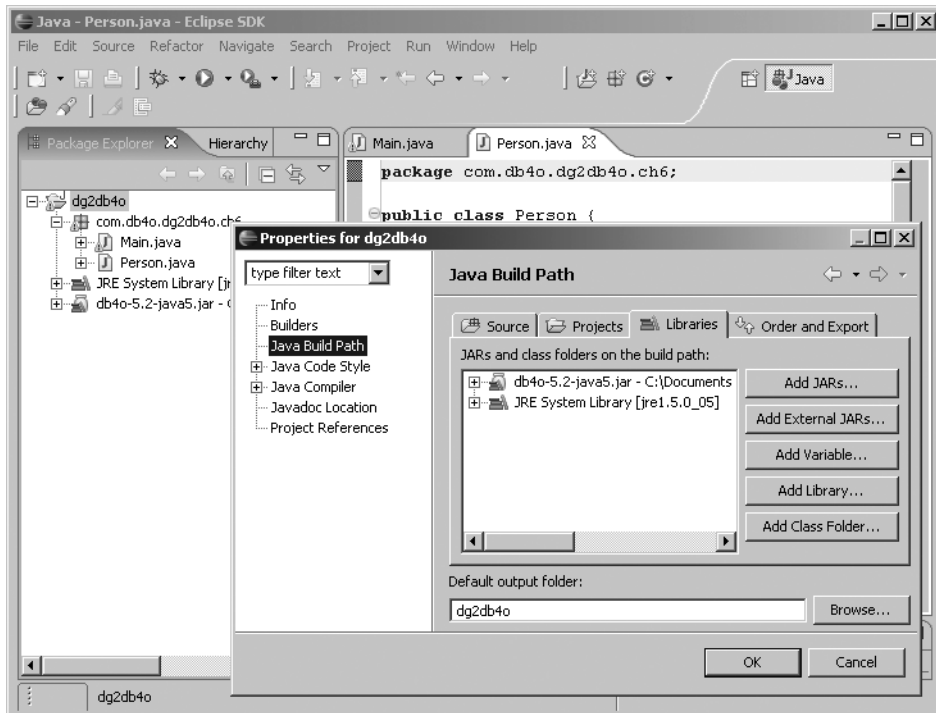 Java - Person.java - Eclipse SDK
File Edit Source Refactor Navigate Search Project Run Window Help
Java
Package Explorer
Hierarchy
Main.java
Person.java
dg2db4o
com.db4o.dg2db4o.ch6
Main.java
Person.java
JRE System Library [jr
db4o-5.2-java5.jar -
package com.db4o.dg2db4o.ch6;
public class Person {
Properties for dg2db4o
type filter text
Info
Builders
Java Build Path
Java Code Style
Java Compiler
Javadoc Location
Project References
Java Build Path
Source
Projects
Libraries
Order and Export
JARs and class folders on the build path:
db4o-5.2-java5.jar - C:\Documents
JRE System Library [jre1.5.0_05]
Add JARs...
Add External JARs...
Add Variable...
Add Library...
Add Class Folder...
Default output folder:
dg2db4o
Browse...
OK
Cancel
dg2db4o